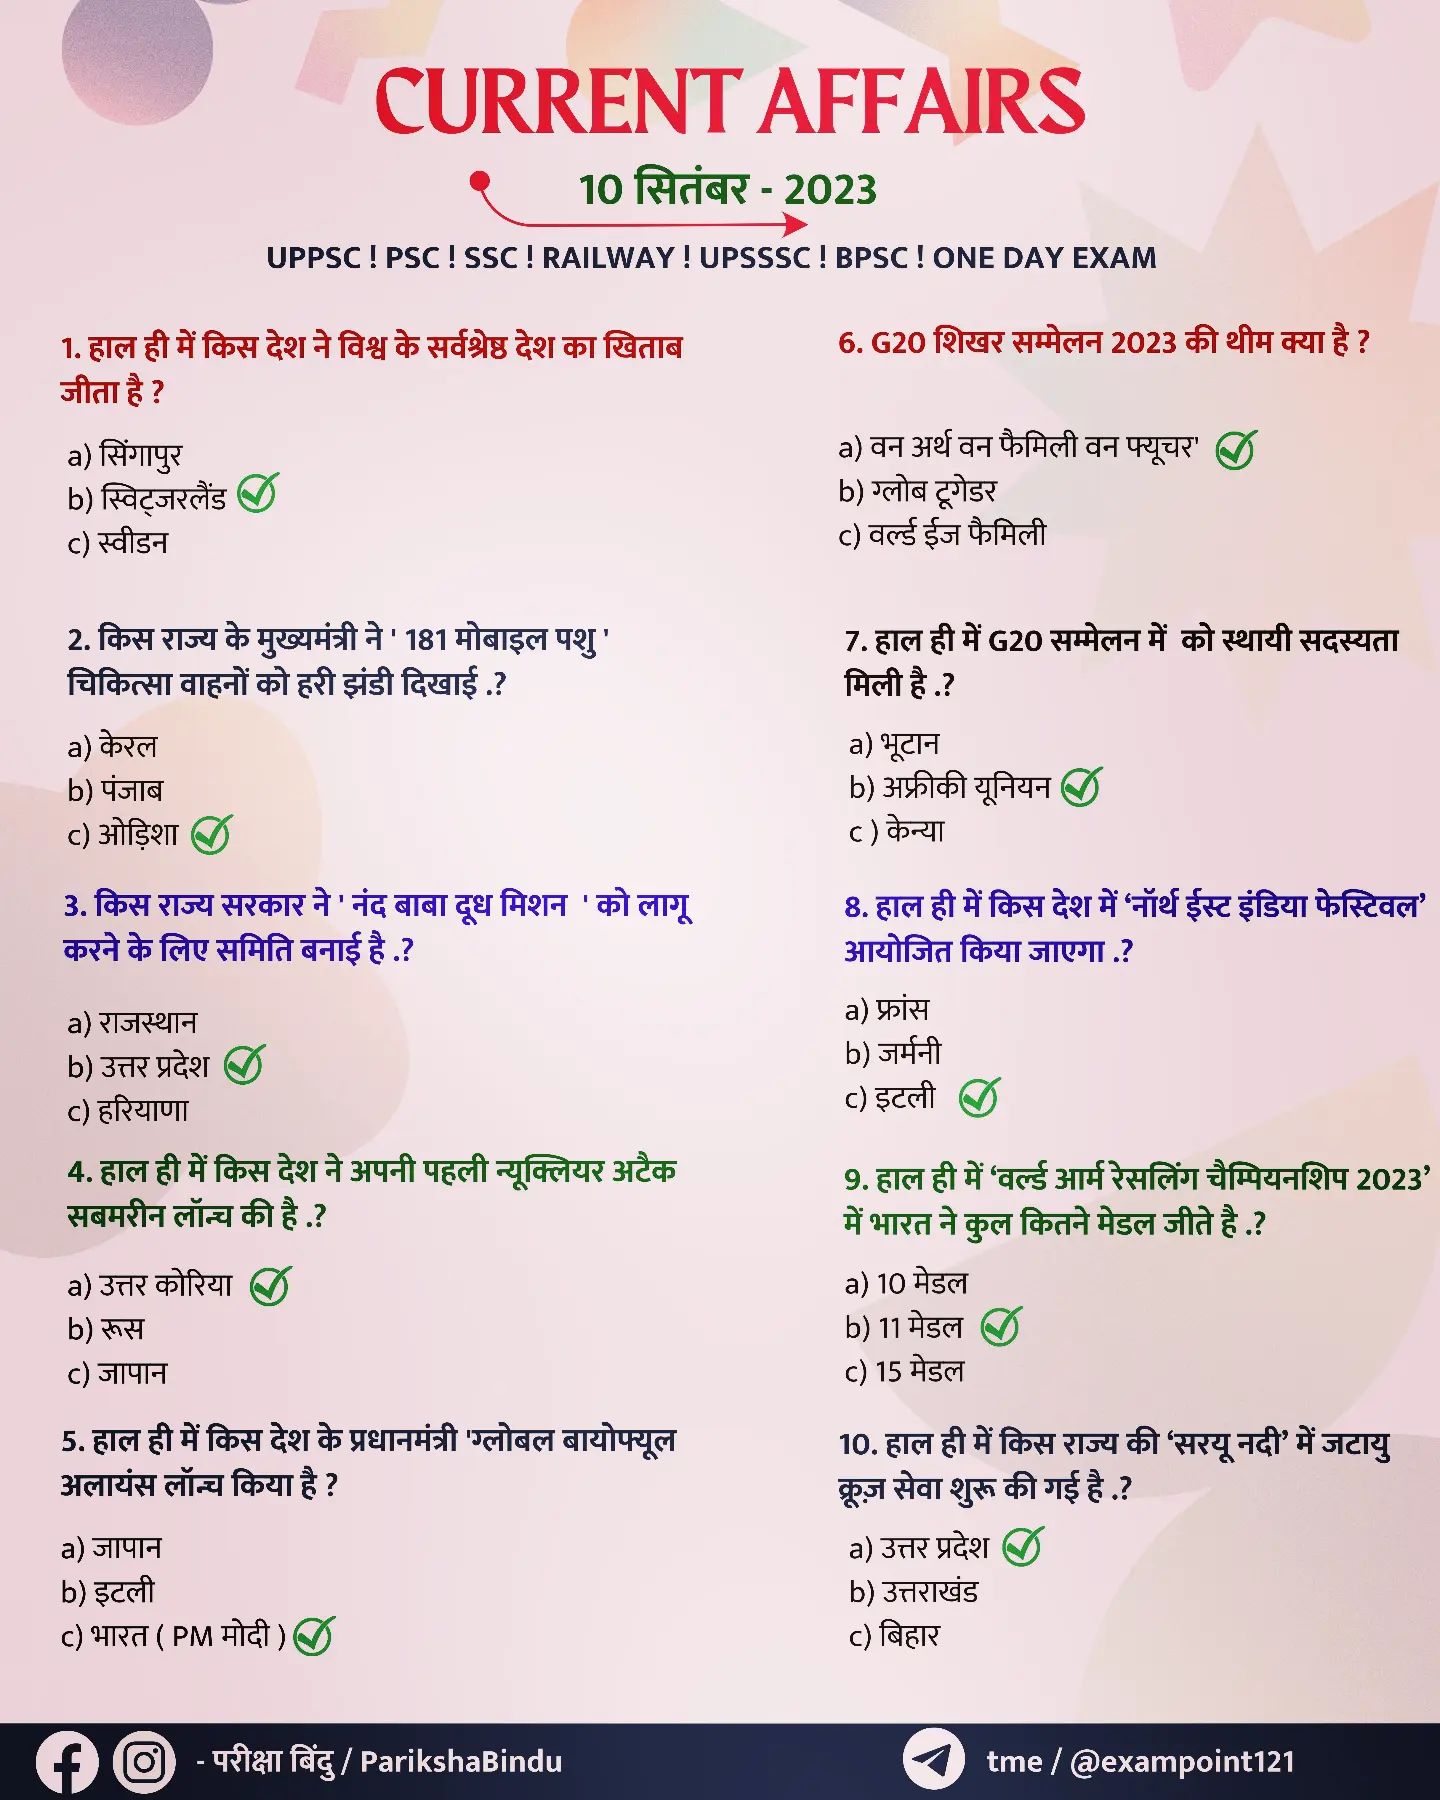 CURRENT AFFAIRS
10 सितंबर - 2023
UPPSC ! PSC ! SSC ! RAILWAY ! UPSSSC ! BPSC ! ONE DAY EXAM
1. हाल ही में किस देश ने विश्व के सर्वश्रेष्ठ देश का खिताब
जीता है ?
a) सिंगापुर
b) स्विट्जरलैंड
c) स्वीडन
2. किस राज्य के मुख्यमंत्री ने ' 181 मोबाइल पशु '
चिकित्सा वाहनों को हरी झंडी दिखाई .?
a) केरल
b) पंजाब
c) ओड़िशा
3. किस राज्य सरकार ने ' नंद बाबा दूध मिशन ' को लागू
करने के लिए समिति बनाई है .?
a) राजस्थान
b) उत्तर प्रदेश
c) हरियाणा
4. हाल ही में किस देश ने अपनी पहली न्यूक्लियर अटैक
सबमरीन लॉन्च की है .?
a) उत्तर कोरिया
b) रूस
c) जापान
5. हाल ही में किस देश के प्रधानमंत्री 'ग्लोबल बायोफ्यूल
अलायंस लॉन्च किया है ?
a) जापान
b) इटली
c) भारत ( PM मोदी )
6. G20 शिखर सम्मेलन 2023 की थीम क्या है ?
a) वन अर्थ वन फैमिली वन फ्यूचर'
b) ग्लोब टूगेडर
c) वर्ल्ड ईज फैमिली
7. हाल ही में G20 सम्मेलन में को स्थायी सदस्यता
मिली है .?
a) भूटान
b) अफ्रीकी यूनियन
c ) केन्या
8. हाल ही में किस देश में ‘नॉर्थ ईस्ट इंडिया फेस्टिवल’
आयोजित किया जाएगा .?
a) फ्रांस
b) जर्मनी
c) इटली
9. हाल ही में ‘वर्ल्ड आर्म रेसलिंग चैम्पियनशिप 2023’
में भारत ने कुल कितने मेडल जीते है .?
a) 10 मेडल
b) 11 मेडल
c) 15 मेडल
10. हाल ही में किस राज्य की ‘सरयू नदी’ में जटायु
क्रूज़ सेवा शुरू की गई है .?
a) उत्तर प्रदेश
b) उत्तराखंड
c) बिहार
- परीक्षा बिंदु / ParikshaBindu
tme / @exampoint121